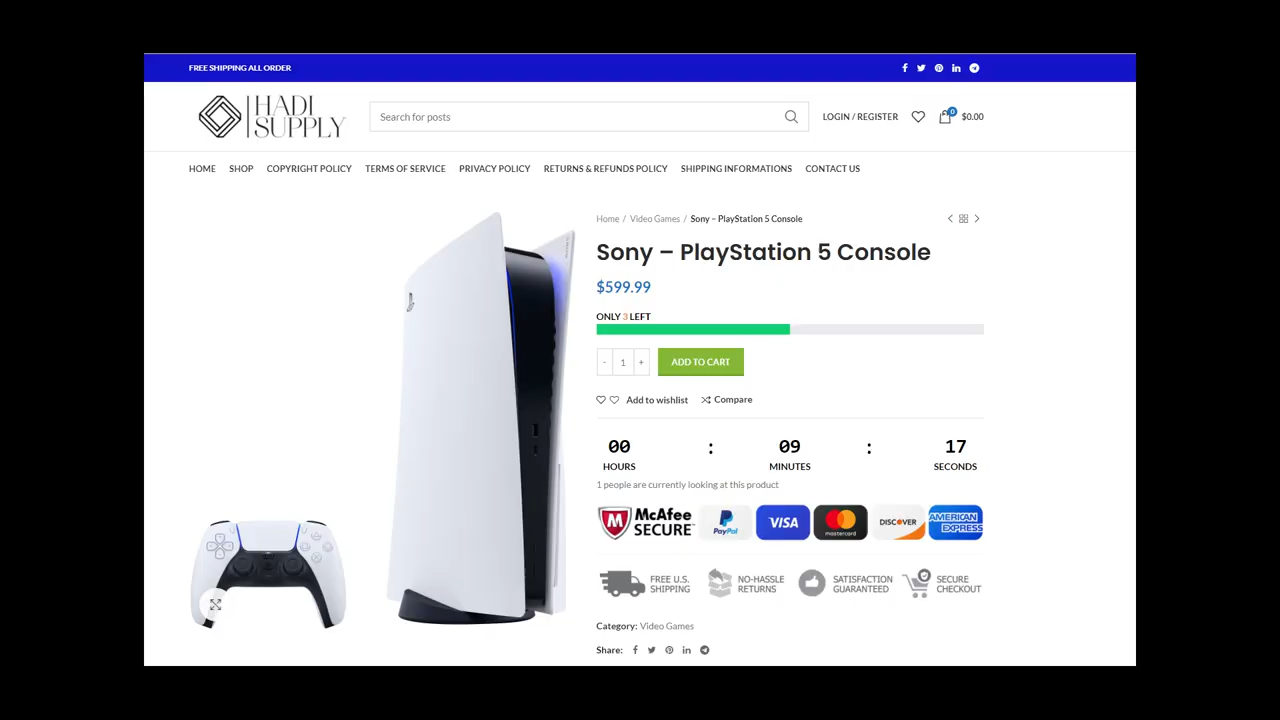 FREE SHIPPING ALL ORDER
HADI
SUPPLY
Search for posts
LOGIN / REGISTER
0
$0.00
HOME SHOP COPYRIGHT POLICY TERMS OF SERVICE PRIVACY POLICY RETURNS & REFUNDS POLICY SHIPPING INFORMATIONS CONTACT US
Home / Video Games / Sony – PlayStation 5 Console
Sony – PlayStation 5 Console
$599.99
ONLY 3 LEFT
- 1 + ADD TO CART
Add to wishlist Compare
00 : 09 : 17
HOURS MINUTES SECONDS
1 people are currently looking at this product
McAfee SECURE™ PayPal VISA mastercard DISCOVER AMERICAN EXPRESS
FREE U.S. SHIPPING NO-HASSLE RETURNS SATISFACTION GUARANTEED SECURE CHECKOUT
Category: Video Games
Share: